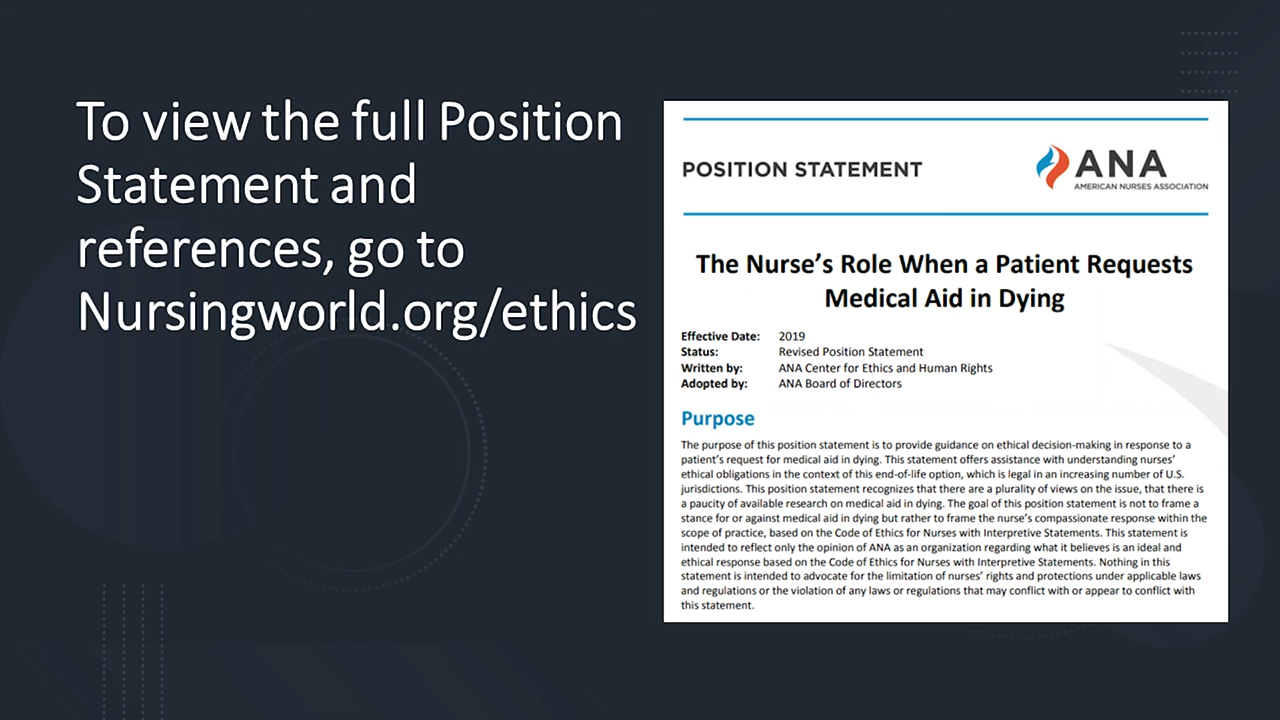 To view the full Position
Statement and
references, go to
Nursingworld.org/ethics
POSITION STATEMENT
ANA
AMERICAN NURSES ASSOCIATION
The Nurse's Role When a Patient Requests
Medical Aid in Dying
Effective Date: 2019
Status: Revised Position Statement
Written by: ANA Center for Ethics and Human Rights
Adopted by: ANA Board of Directors
Purpose
The purpose of this position statement is to provide guidance on ethical decision-making in response to a
patient's request for medical aid in dying. This statement offers assistance with understanding nurses'
ethical obligations in the context of this end-of-life option, which is legal in an increasing number of U.S.
jurisdictions. This position statement recognizes that there are a plurality of views on the issue, that there is
a paucity of available research on medical aid in dying. The goal of this position statement is not to frame a
stance for or against medical aid in dying but rather to frame the nurse's compassionate response within the
scope of practice, based on the Code of Ethics for Nurses with Interpretive Statements. This statement is
intended to reflect only the opinion of ANA as an organization regarding what it believes is an ideal and
ethical response based on the Code of Ethics for Nurses with Interpretive Statements. Nothing in this
statement is intended to advocate for the limitation of nurses' rights and protections under applicable laws
and regulations or the violation of any laws or regulations that may conflict with or appear to conflict with
this statement.